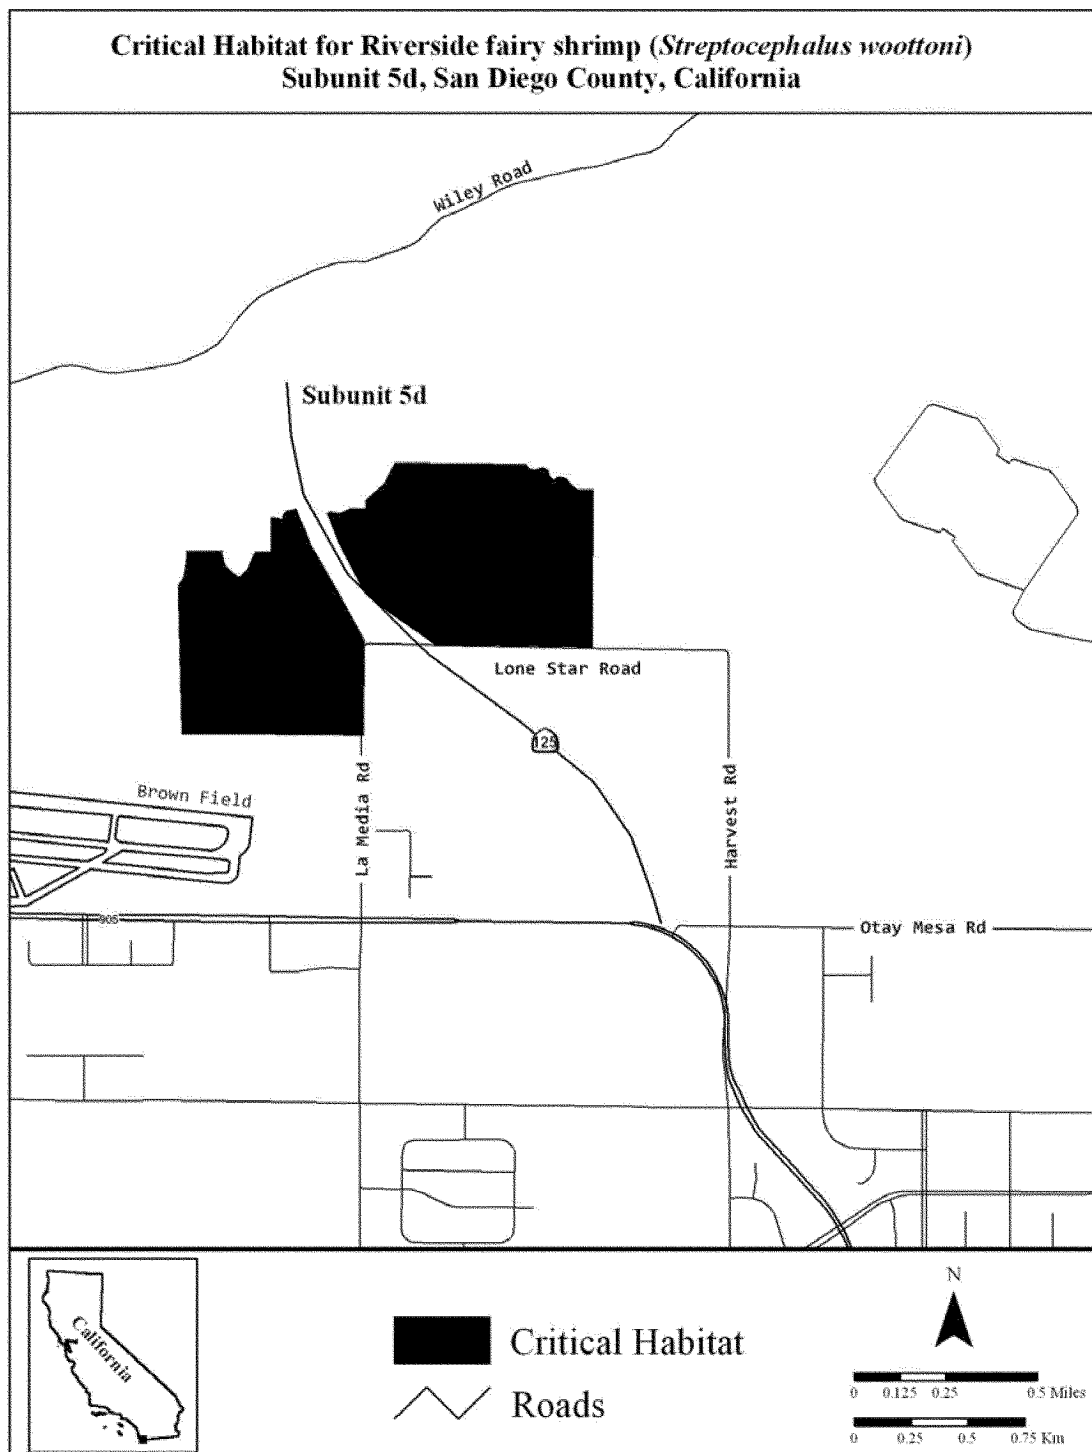 Critical Habitat for Riverside fairy shrimp (Streptocephalus woottoni)
Subunit 5d, San Diego County, California
Wiley Road
Subunit 5d
Lone Star Road
125
Brown Field
La Media Rd
Harvest Rd
905
Otay Mesa Rd
California
Critical Habitat
Roads
N
0 0.125 0.25 0.5 Miles
0 0.25 0.5 0.75 Km